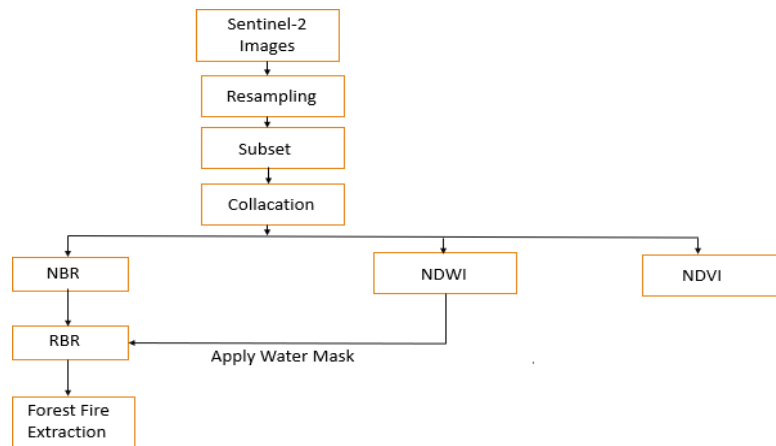 Sentinel-2
Images
Resampling
Subset
Collacation
NBR
NDWI
NDVI
RBR
Apply Water Mask
Forest Fire
Extraction